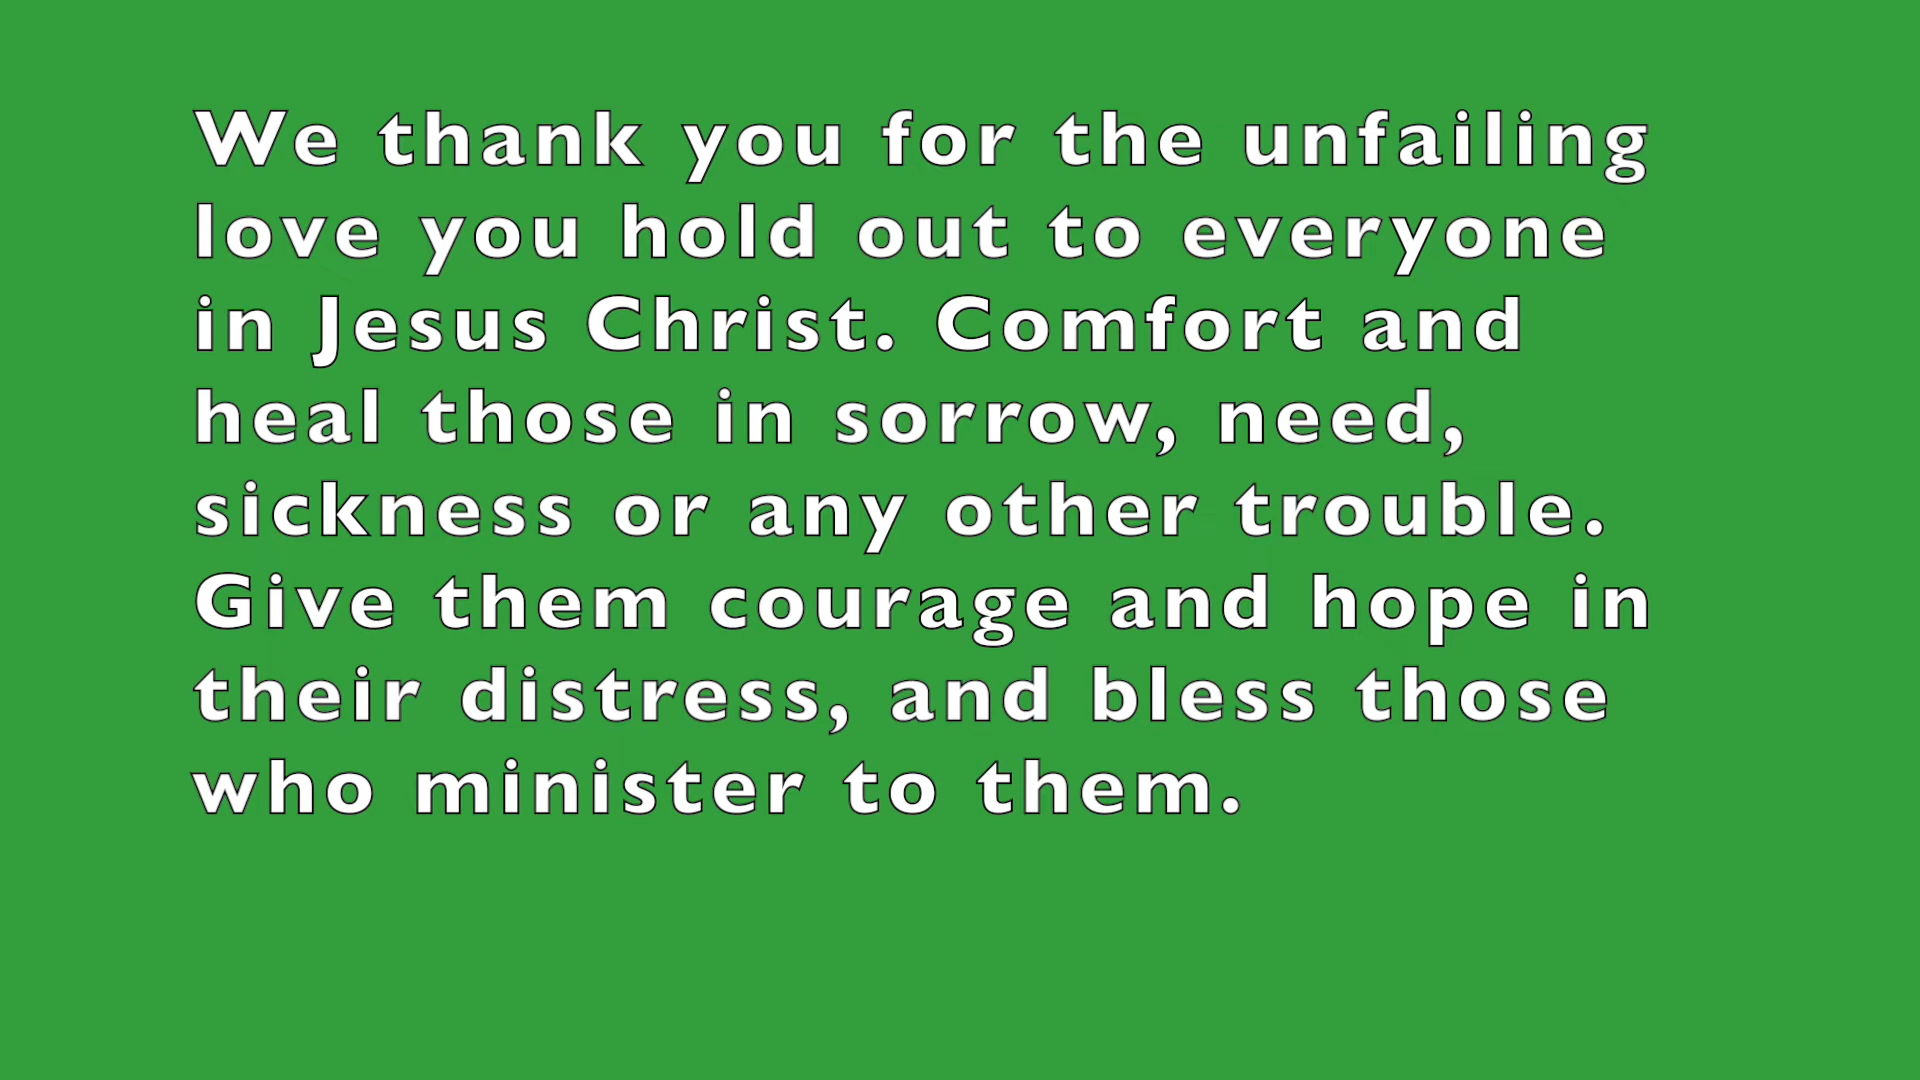 We thank you for the unfailing
love you hold out to everyone
in Jesus Christ. Comfort and
heal those in sorrow, need,
sickness or any other trouble.
Give them courage and hope in
their distress, and bless those
who minister to them.